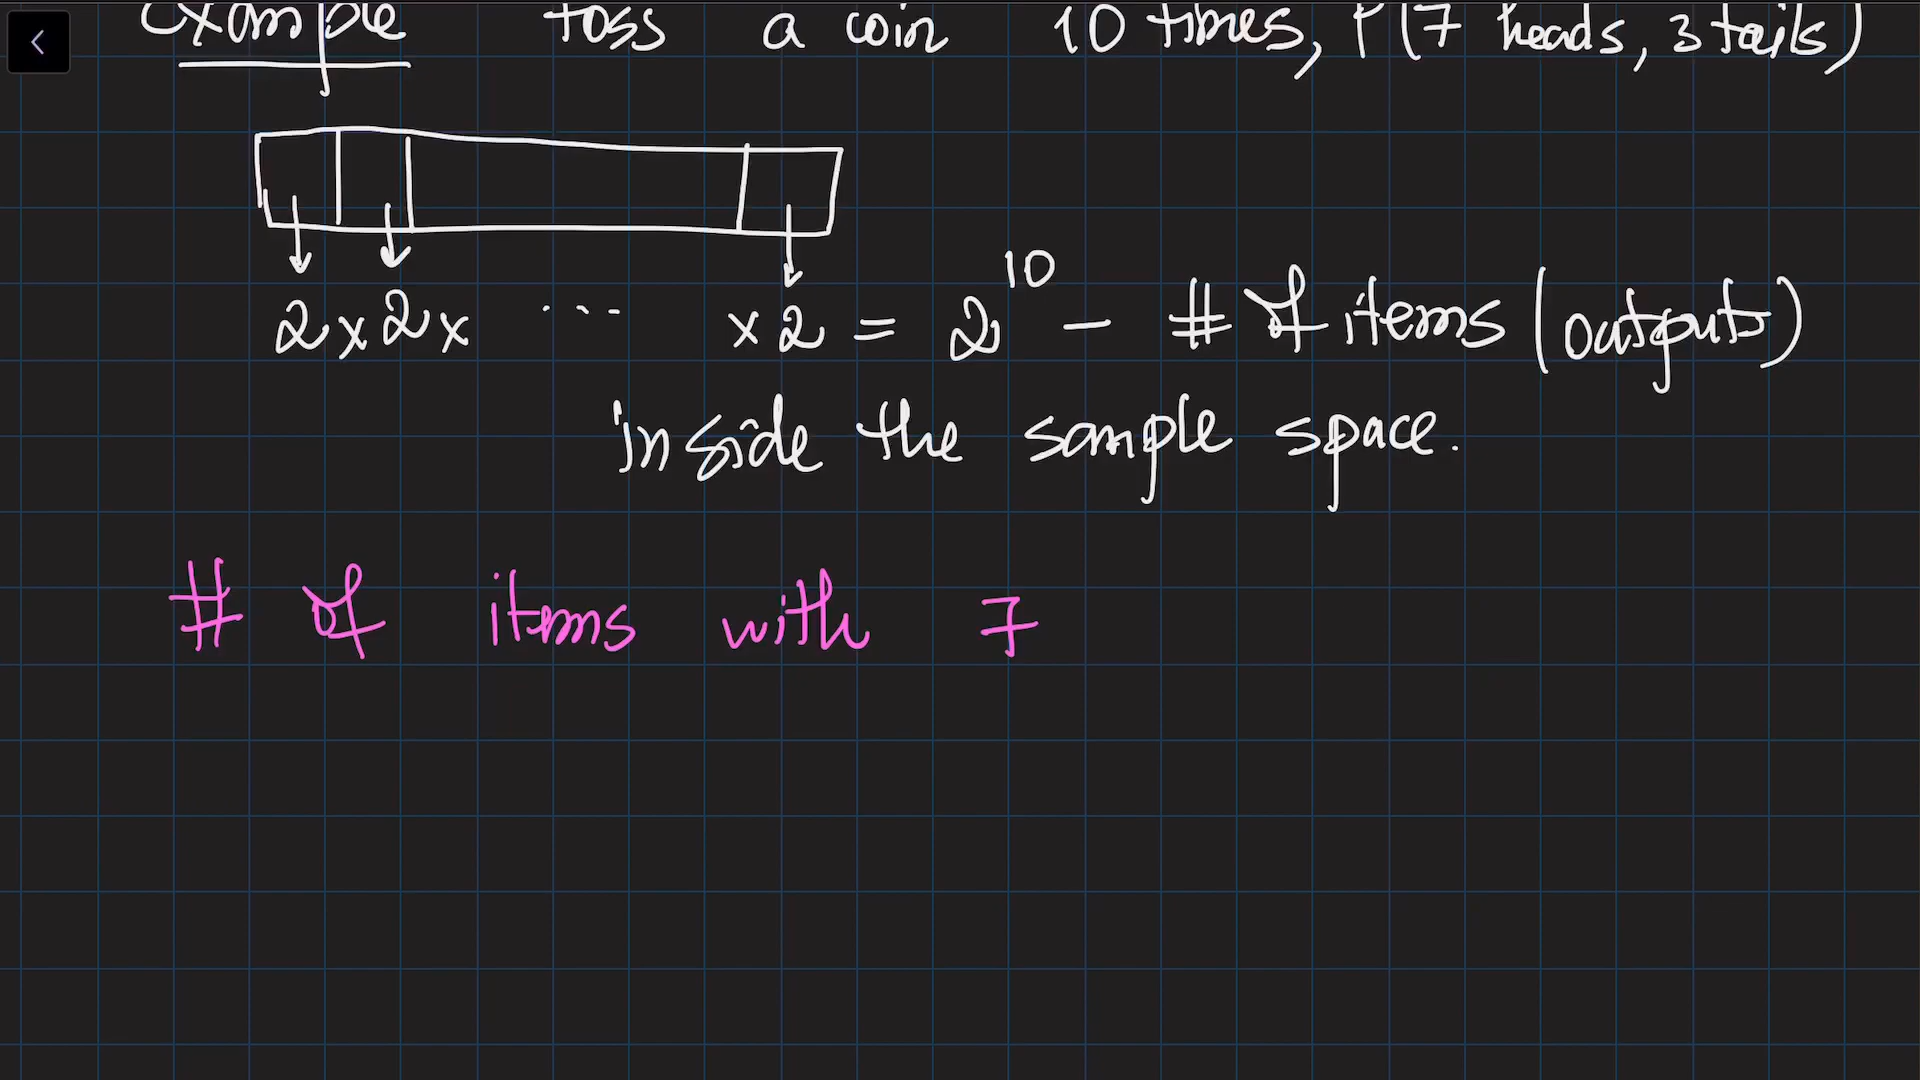 Example toss a coin 10 times, P(7 heads, 3 tails)
2 x 2 x ... x 2 = 2^10 - # of items (outputs)
inside the sample space.
# of items with 7